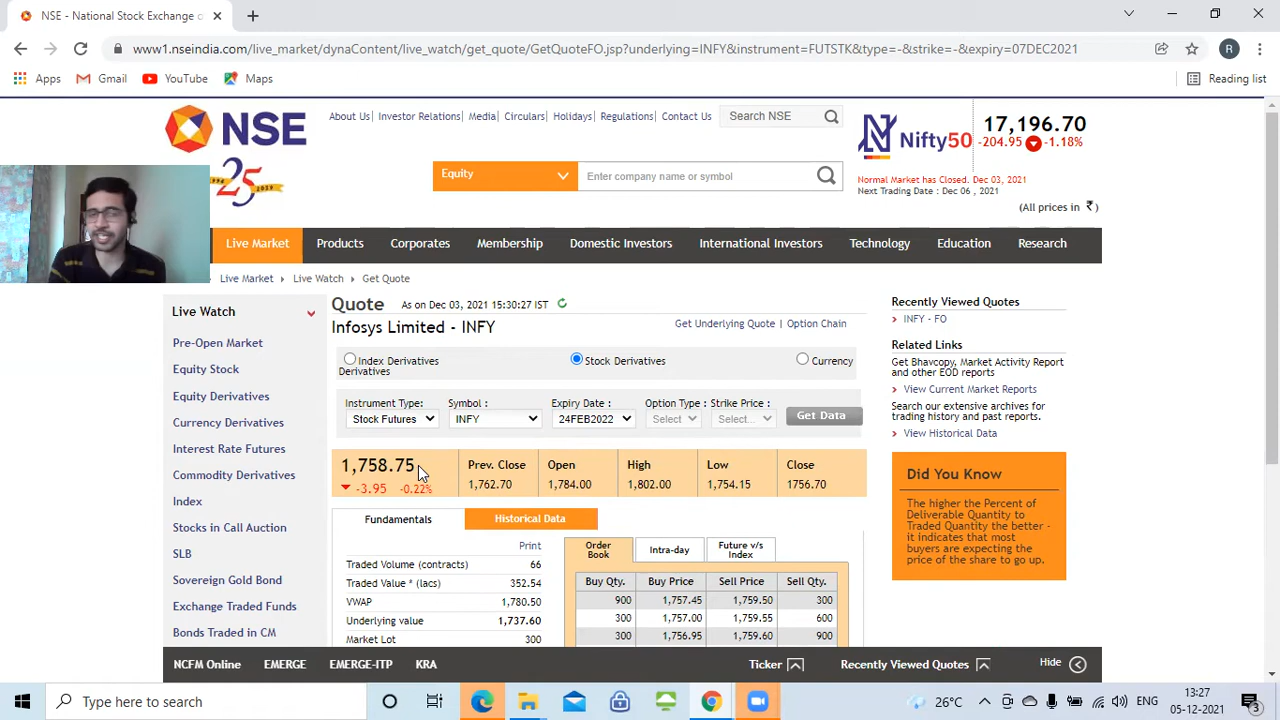 NSE - National Stock Exchange o
www1.nseindia.com/live_market/dynaContent/live_watch/get_quote/GetQuoteFO.jsp?underlying=INFY&instrument=FUTSTK&type=-&strike=-&expiry=07DEC2021
R
Apps Gmail YouTube Maps Reading list
NSE
25
About Us | Investor Relations | Media | Circulars | Holidays | Regulations | Contact Us
Search NSE
Nifty50
17,196.70
-204.95 -1.18%
Equity
Enter company name or symbol
Normal Market has Closed. Dec 03, 2021
Next Trading Date : Dec 06 , 2021
(All prices in ₹)
Live Market Products Corporates Membership Domestic Investors International Investors Technology Education Research
Live Market Live Watch Get Quote
Live Watch
Pre-Open Market
Equity Stock
Equity Derivatives
Currency Derivatives
Interest Rate Futures
Commodity Derivatives
Index
Stocks in Call Auction
SLB
Sovereign Gold Bond
Exchange Traded Funds
Bonds Traded in CM
Quote As on Dec 03, 2021 15:30:27 IST
Infosys Limited - INFY
Get Underlying Quote | Option Chain
Index Derivatives Stock Derivatives Currency
Derivatives
Instrument Type: Symbol : Expiry Date : Option Type : Strike Price :
Stock Futures INFY 24FEB2022 Select Select... Get Data
1,758.75 Prev. Close Open High Low Close
-3.95 -0.22% 1,762.70 1,784.00 1,802.00 1,754.15 1756.70
Fundamentals Historical Data
Print
Traded Volume (contracts) 66
Traded Value * (lacs) 352.54
VWAP 1,780.50
Underlying value 1,737.60
Market Lot 300
Order Book Intra-day Future v/s Index
Buy Qty. Buy Price Sell Price Sell Qty.
900 1,757.45 1,759.50 300
300 1,757.00 1,759.55 600
300 1,756.95 1,759.60 900
Recently Viewed Quotes
INFY - FO
Related Links
Get Bhavcopy, Market Activity Report
and other EOD reports
View Current Market Reports
Search our extensive archives for
trading history and past reports.
View Historical Data
Did You Know
The higher the Percent of
Deliverable Quantity to
Traded Quantity the better -
it indicates that most
buyers are expecting the
price of the share to go up.
NCFM Online EMERGE EMERGE-ITP KRA Ticker Recently Viewed Quotes Hide
Type here to search
26°C
ENG
13:27
05-12-2021
3